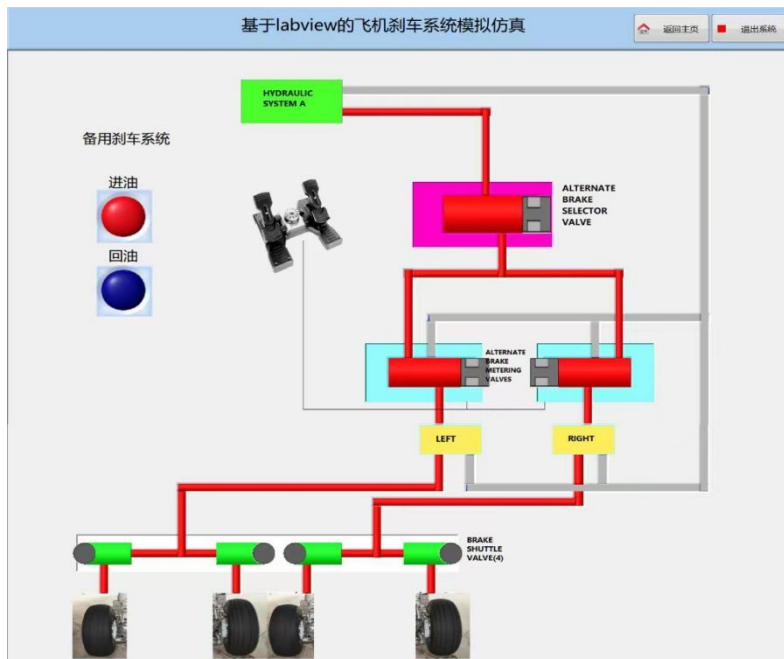 基于labview的飞机刹车系统模拟仿真
返回主页
退出系统
HYDRAULIC
SYSTEM A
备用刹车系统
进油
回油
ALTERNATE
BRAKE
SELECTOR
VALVE
ALTERNATE
BRAKE
METERING
VALVES
LEFT
RIGHT
BRAKE
SHUTTLE
VALVE(4)